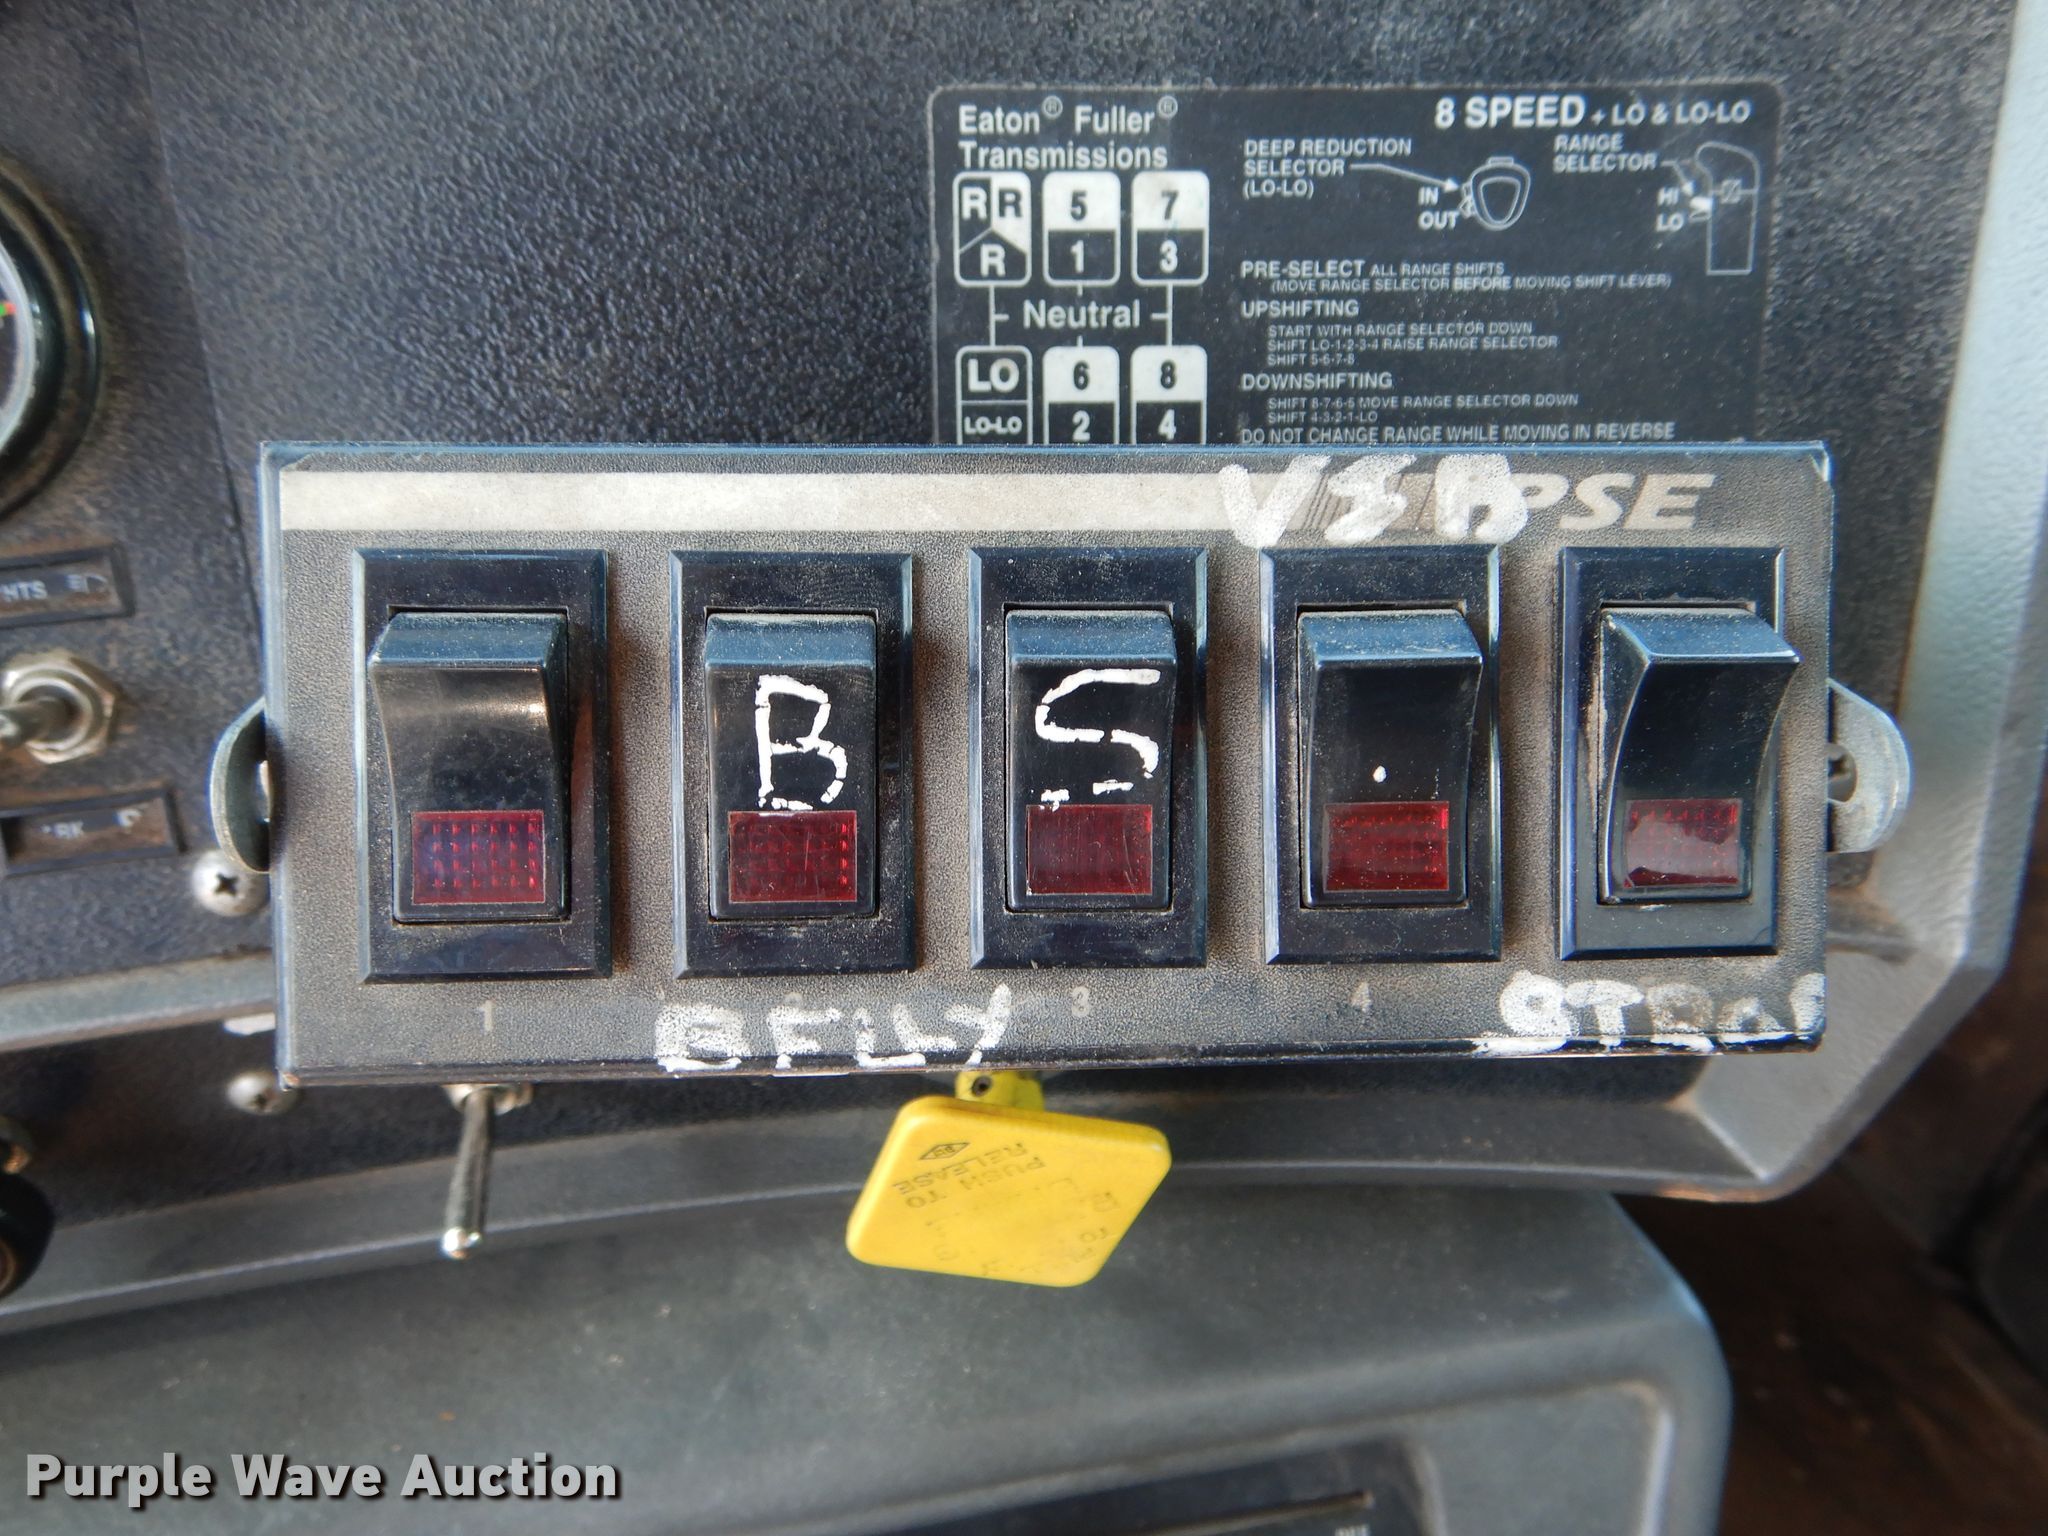 Eaton® Fuller®
Transmissions
8 SPEED + LO & LO-LO
DEEP REDUCTION
SELECTOR
(LO-LO)
IN
OUT
RANGE
SELECTOR
HI
LO
R R 5 7
R 1 3
Neutral
LO 6 8
LO-LO 2 4
PRE-SELECT ALL RANGE SHIFTS
(MOVE RANGE SELECTOR BEFORE MOVING SHIFT LEVER)
UPSHIFTING
START WITH RANGE SELECTOR DOWN
SHIFT LO-1-2-3-4 RAISE RANGE SELECTOR
SHIFT 5-6-7-8
DOWNSHIFTING
SHIFT 8-7-6-5 MOVE RANGE SELECTOR DOWN
SHIFT 4-3-2-1-LO
DO NOT CHANGE RANGE WHILE MOVING IN REVERSE
PSE
B S
1 3 4
BELLY
PUSH TO
RELEASE
Purple Wave Auction